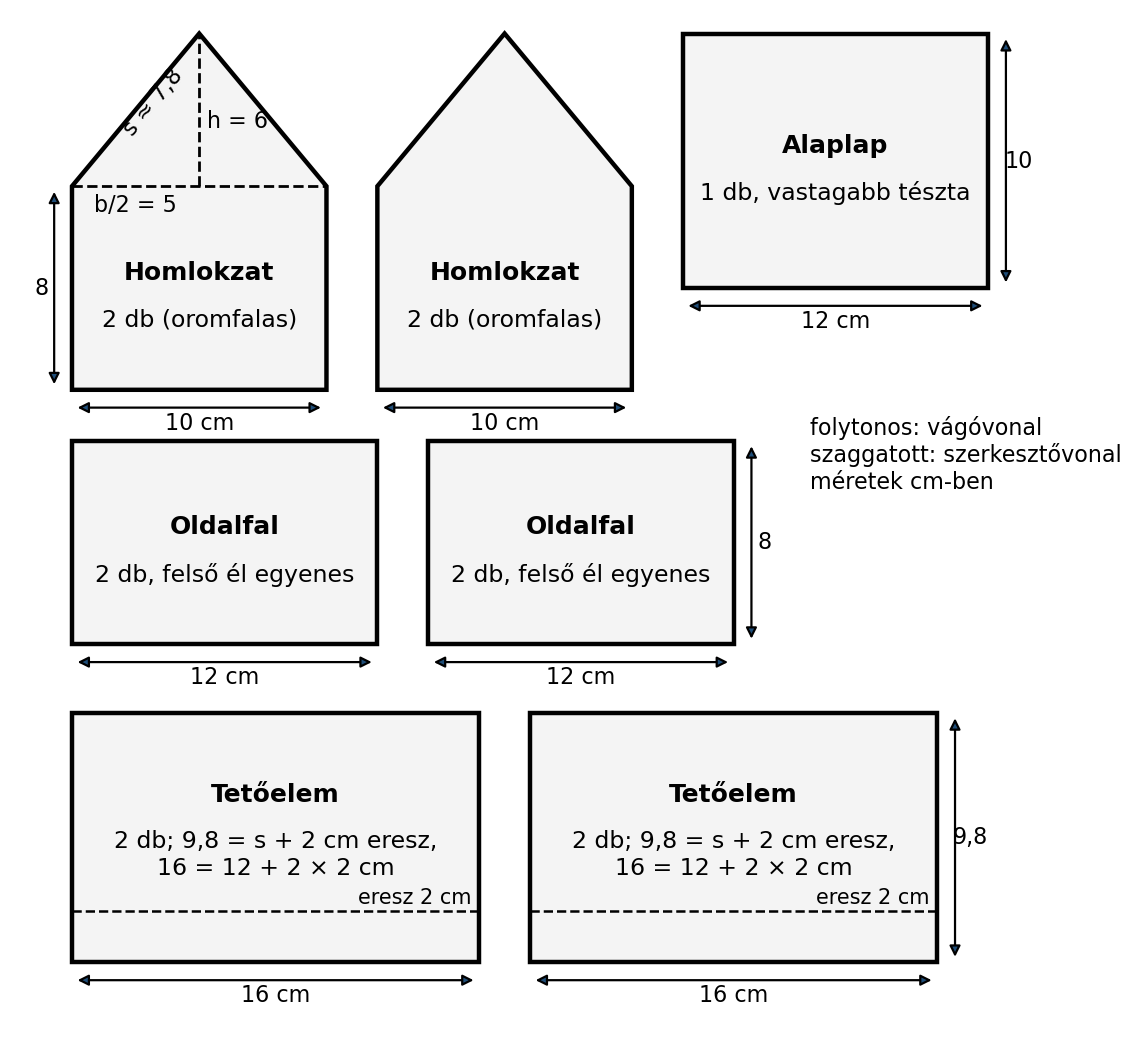 s ≈ 7,8
h = 6
b/2 = 5
8
Homlokzat
2 db (oromfalas)
10 cm
Homlokzat
2 db (oromfalas)
10 cm
Alaplap
1 db, vastagabb tészta
10
12 cm
folytonos: vágóvonal
szaggatott: szerkesztővonal
méretek cm-ben
Oldalfal
2 db, felső él egyenes
12 cm
Oldalfal
2 db, felső él egyenes
8
12 cm
Tetőelem
2 db; 9,8 = s + 2 cm eresz,
16 = 12 + 2 × 2 cm
eresz 2 cm
16 cm
Tetőelem
2 db; 9,8 = s + 2 cm eresz,
16 = 12 + 2 × 2 cm
eresz 2 cm
9,8
16 cm